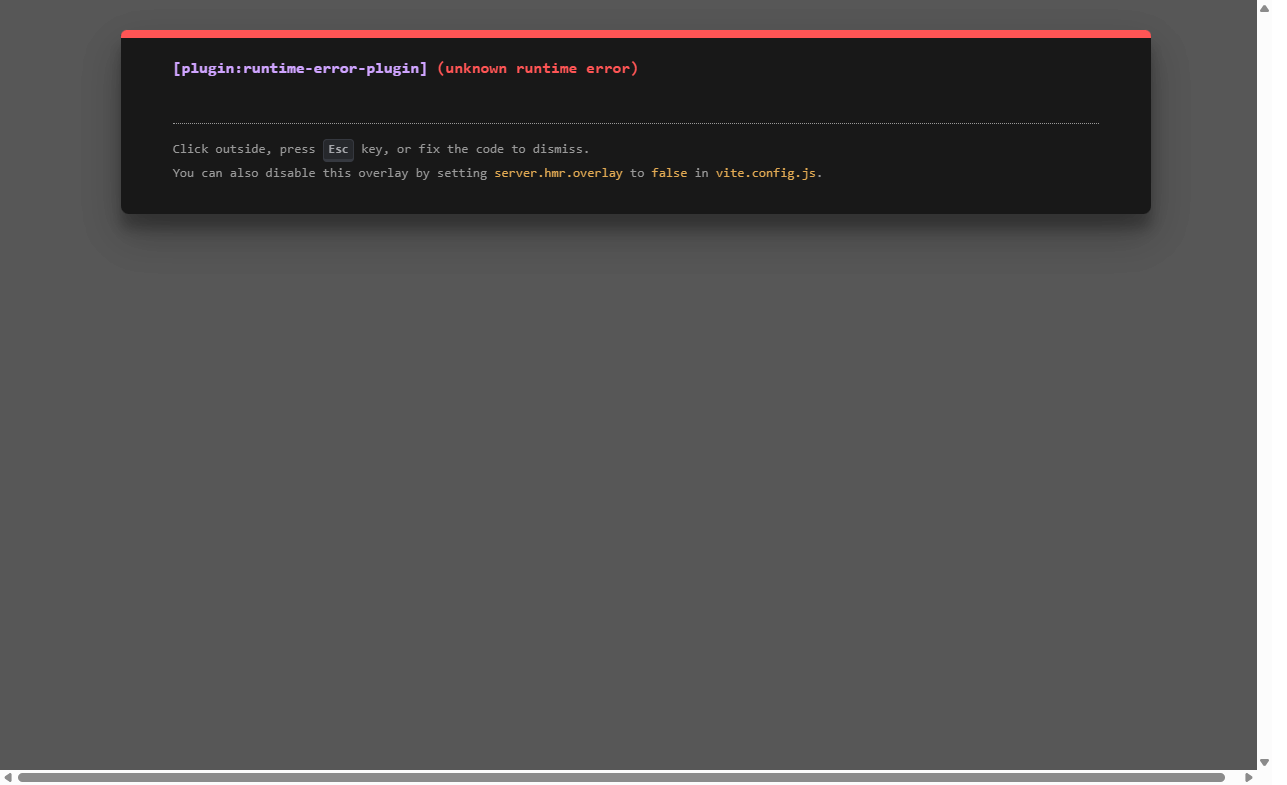 [plugin:runtime-error-plugin] (unknown runtime error)
Click outside, press Esc key, or fix the code to dismiss.
You can also disable this overlay by setting server.hmr.overlay to false in vite.config.js.